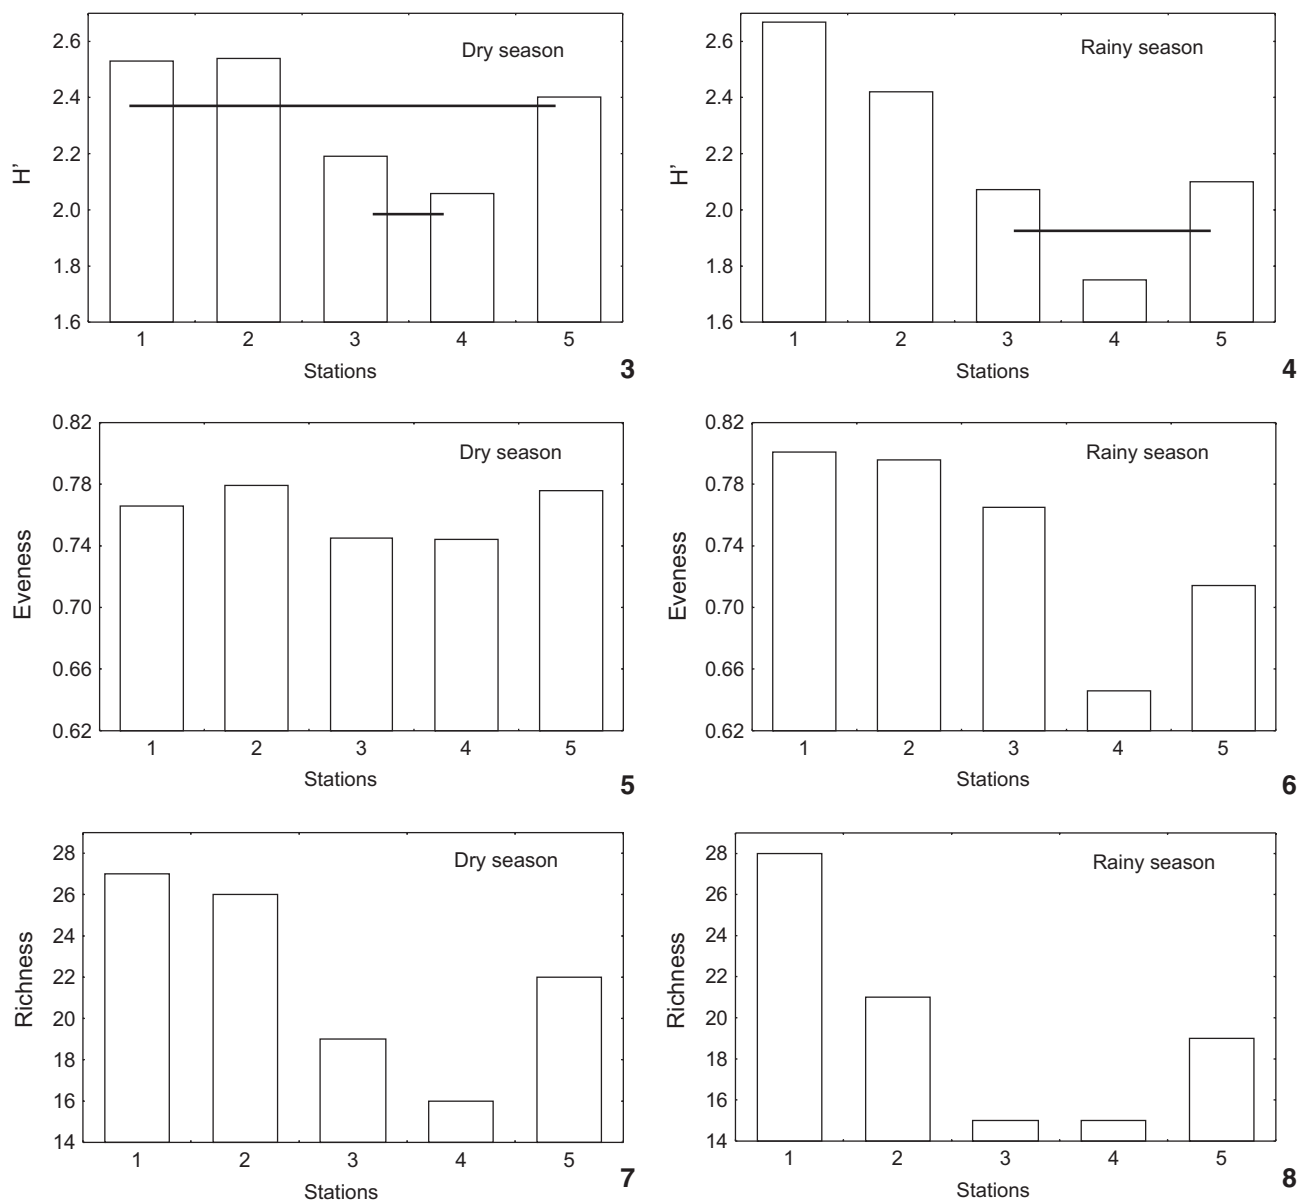 2.6
2.4
2.2
2.0
1.8
1.6
H’
Dry season
1 2 3 4 5
Stations
3
2.6
2.4
2.2
2.0
1.8
1.6
H’
Rainy season
1 2 3 4 5
Stations
4
0.82
0.78
0.74
0.70
0.66
0.62
Eveness
Dry season
1 2 3 4 5
Stations
5
0.82
0.78
0.74
0.70
0.66
0.62
Eveness
Rainy season
1 2 3 4 5
Stations
6
28
26
24
22
20
18
16
14
Richness
Dry season
1 2 3 4 5
Stations
7
28
26
24
22
20
18
16
14
Richness
Rainy season
1 2 3 4 5
Stations
8